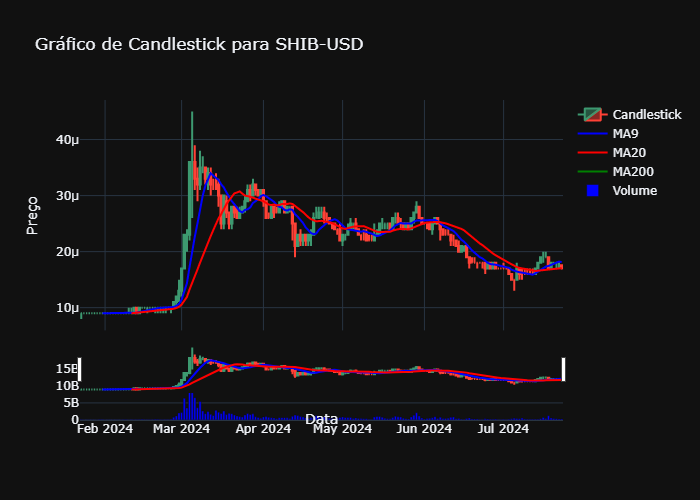 Gráfico de Candlestick para SHIB-USD
Candlestick
MA9
MA20
MA200
Volume
Preço
40μ
30μ
20μ
10μ
15B
10B
5B
0
Data
Feb 2024 Mar 2024 Apr 2024 May 2024 Jun 2024 Jul 2024